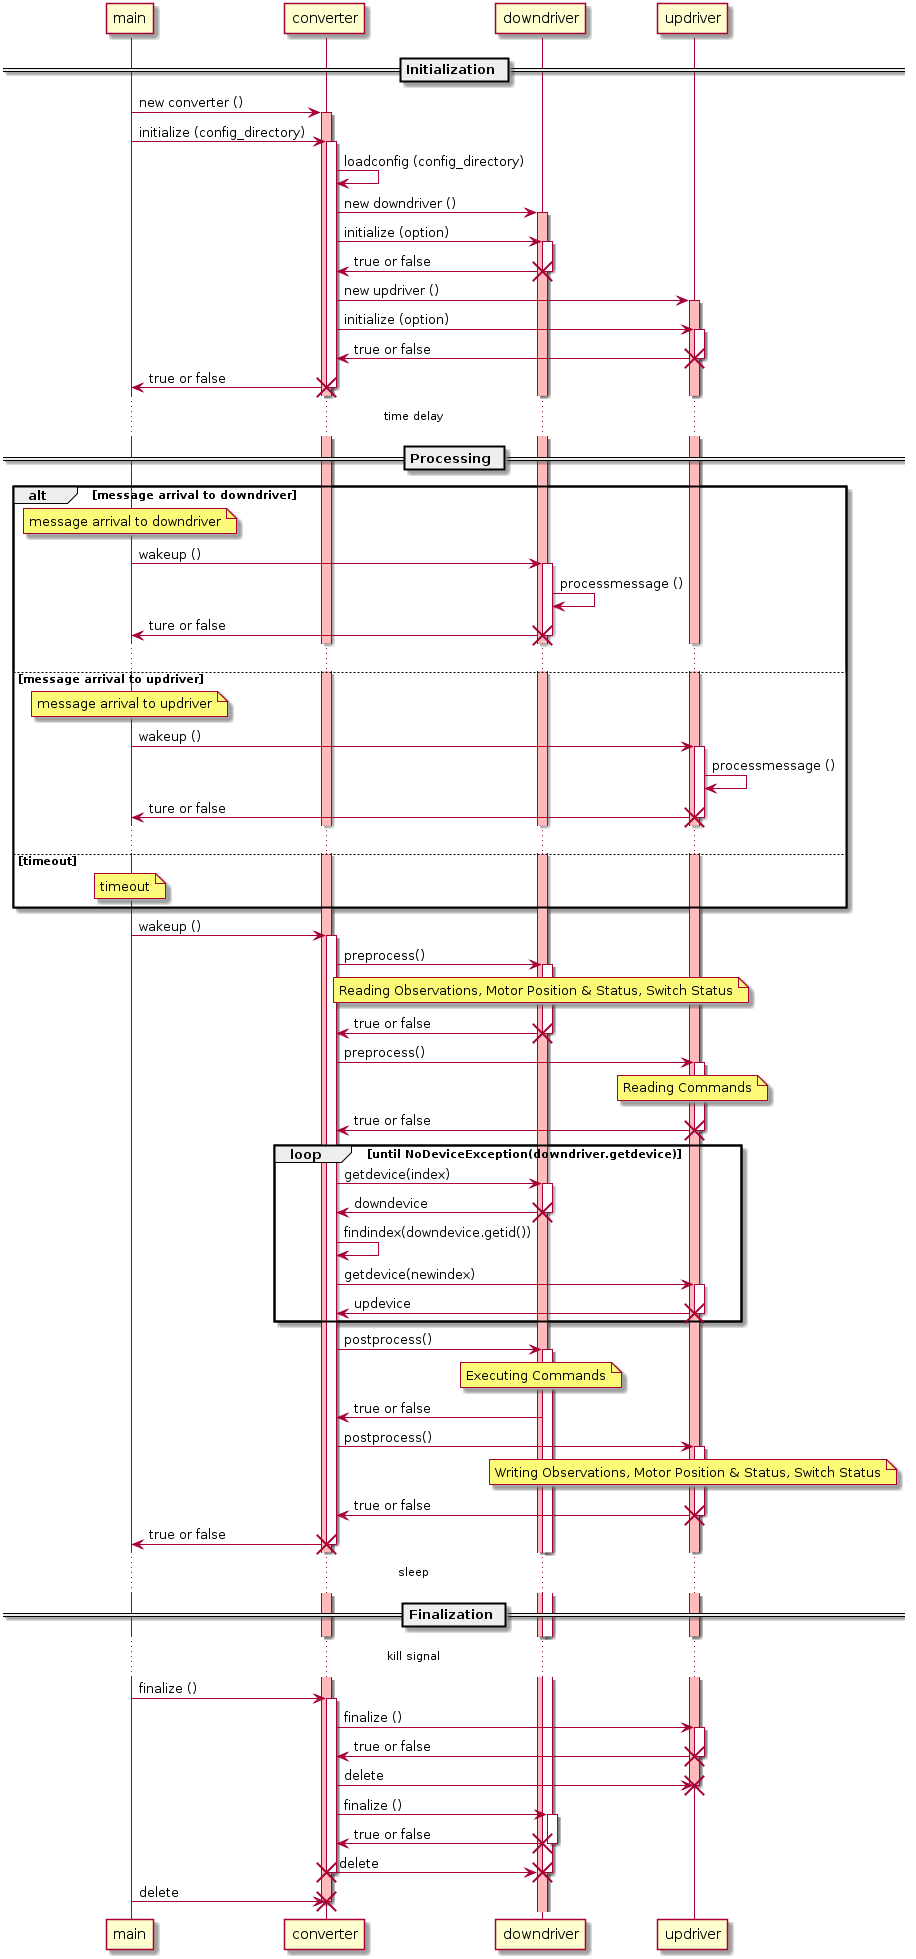 main converter downdriver updriver
Initialization
new converter ()
initialize (config_directory)
loadconfig (config_directory)
new downdriver ()
initialize (option)
true or false
new updriver ()
initialize (option)
true or false
true or false
time delay
Processing
alt [message arrival to downdriver]
message arrival to downdriver
wakeup ()
processmessage ()
ture or false
[message arrival to updriver]
message arrival to updriver
wakeup ()
processmessage ()
ture or false
[timeout]
timeout
wakeup ()
preprocess()
Reading Observations, Motor Position & Status, Switch Status
true or false
preprocess()
Reading Commands
true or false
loop [until NoDeviceException(downdriver.getdevice)]
getdevice(index)
downdevice
findindex(downdevice.getid())
getdevice(newindex)
updevice
postprocess()
Executing Commands
true or false
postprocess()
Writing Observations, Motor Position & Status, Switch Status
true or false
true or false
sleep
Finalization
kill signal
finalize ()
finalize ()
true or false
delete
finalize ()
true or false
delete
delete
main converter downdriver updriver